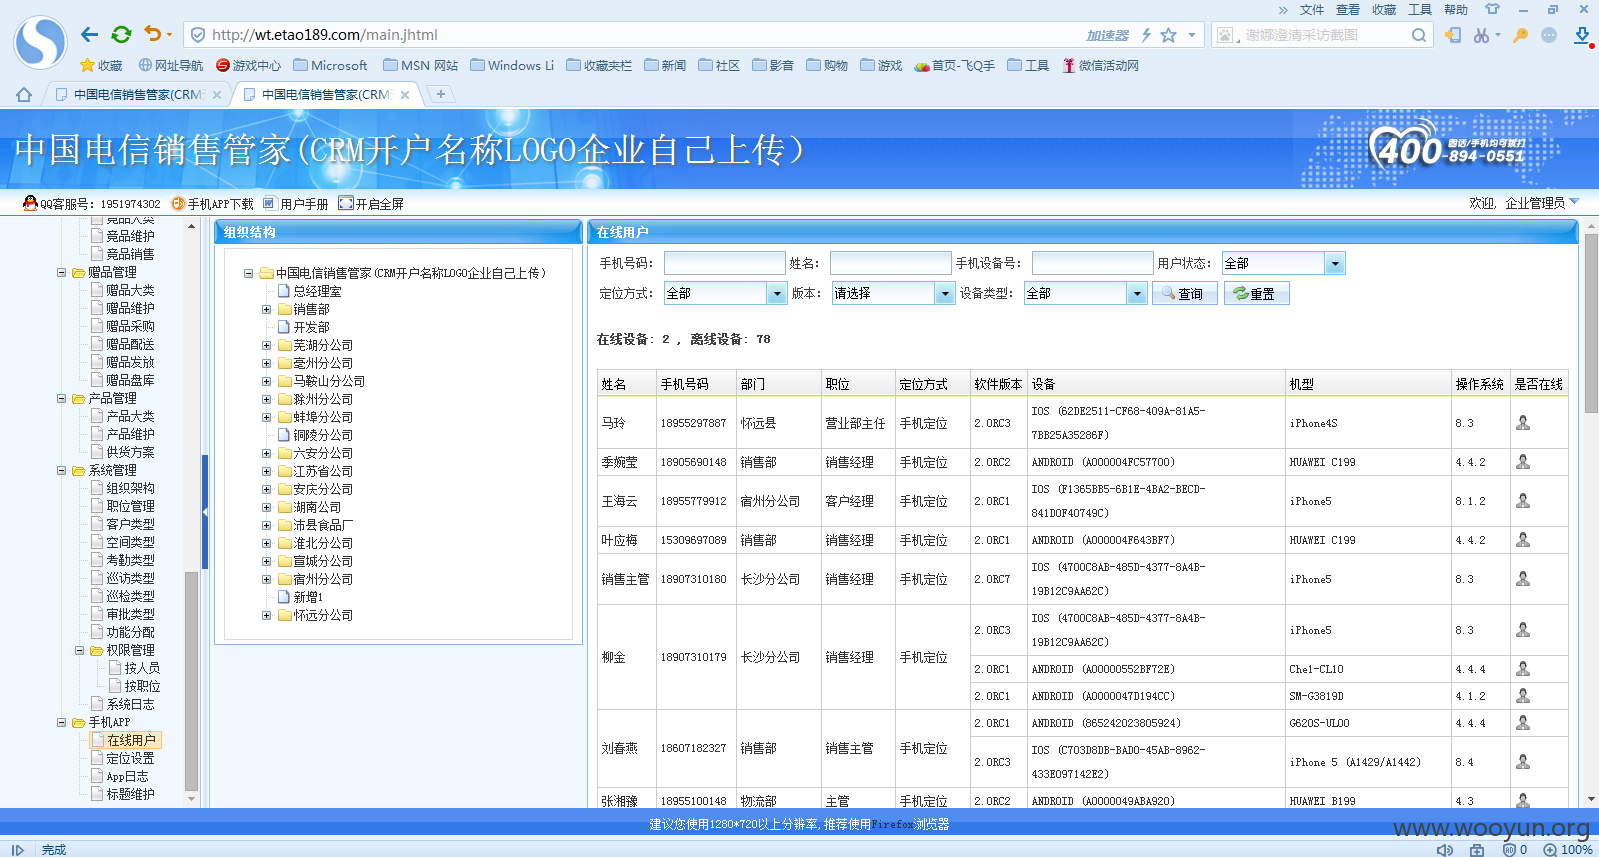 » 文件 查看 收藏 工具 帮助
http://wt.etao189.com/main.jhtml 加速器 谢娜澄清采访截图
收藏 网址导航 游戏中心 Microsoft MSN 网站 Windows Li 收藏夹栏 新闻 社区 影音 购物 游戏 首页-飞Q手 工具 微信活动网
中国电信销售管家(CRM 中国电信销售管家(CRM
中国电信销售管家(CRM开户名称LOGO企业自己上传)
400-894-0551 固话/手机均可拨打
QQ客服号: 1951974302 手机APP下载 用户手册 开启全屏 欢迎, 企业管理员
竞品大类
竞品维护
竞品销售
赠品管理
赠品大类
赠品维护
赠品采购
赠品配送
赠品发放
赠品盘库
产品管理
产品大类
产品维护
供货方案
系统管理
组织架构
职位管理
客户类型
空间类型
考勤类型
巡访类型
巡检类型
审批类型
功能分配
权限管理
按人员
按职位
系统日志
手机APP
在线用户
定位设置
App日志
标题维护
组织结构
中国电信销售管家(CRM开户名称LOGO企业自己上传)
总经理室
销售部
开发部
芜湖分公司
亳州分公司
马鞍山分公司
滁州分公司
蚌埠分公司
铜陵分公司
六安分公司
江苏省公司
安庆分公司
湖南公司
沛县食品厂
淮北分公司
宣城分公司
宿州分公司
新增1
怀远分公司
在线用户
手机号码: 姓名: 手机设备号: 用户状态: 全部
定位方式: 全部 版本: 请选择 设备类型: 全部 查询 重置
在线设备: 2 , 离线设备: 78
姓名 手机号码 部门 职位 定位方式 软件版本 设备 机型 操作系统 是否在线
马玲 18955297887 怀远县 营业部主任 手机定位 2.0RC3 IOS (62DE2511-CF68-409A-81A5-7BB25A35286F) iPhone4S 8.3
季婉莹 18905690148 销售部 销售经理 手机定位 2.0RC2 ANDROID (A000004FC57700) HUAWEI C199 4.4.2
王海云 18955779912 宿州分公司 客户经理 手机定位 2.0RC1 IOS (F1365BB5-6B1E-4BA2-BECD-841D0F40749C) iPhone5 8.1.2
叶应梅 15309697089 销售部 销售经理 手机定位 2.0RC1 ANDROID (A000004F643BF7) HUAWEI C199 4.4.2
销售主管 18907310180 长沙分公司 销售经理 手机定位 2.0RC7 IOS (4700C8AB-485D-4377-8A4B-19B12C9AA62C) iPhone5 8.3
柳金 18907310179 长沙分公司 销售经理 手机定位 2.0RC3 IOS (4700C8AB-485D-4377-8A4B-19B12C9AA62C) iPhone5 8.3
2.0RC1 ANDROID (A00000552BF72E) Che1-CL10 4.4.4
2.0RC1 ANDROID (A0000047D194CC) SM-G3819D 4.1.2
刘春燕 18607182327 销售部 销售主管 手机定位 2.0RC1 ANDROID (865242023805924) G620S-UL00 4.4.4
2.0RC3 IOS (C703D8DB-BAD0-45AB-8962-433E097142E2) iPhone 5 (A1429/A1442) 8.4
张湘豫 18955100148 物流部 主管 手机定位 2.0RC2 ANDROID (A0000049ABA920) HUAWEI B199 4.3
建议您使用1280*720以上分辨率,推荐使用Firefox浏览器
www.wooyun.org
完成 0 100%